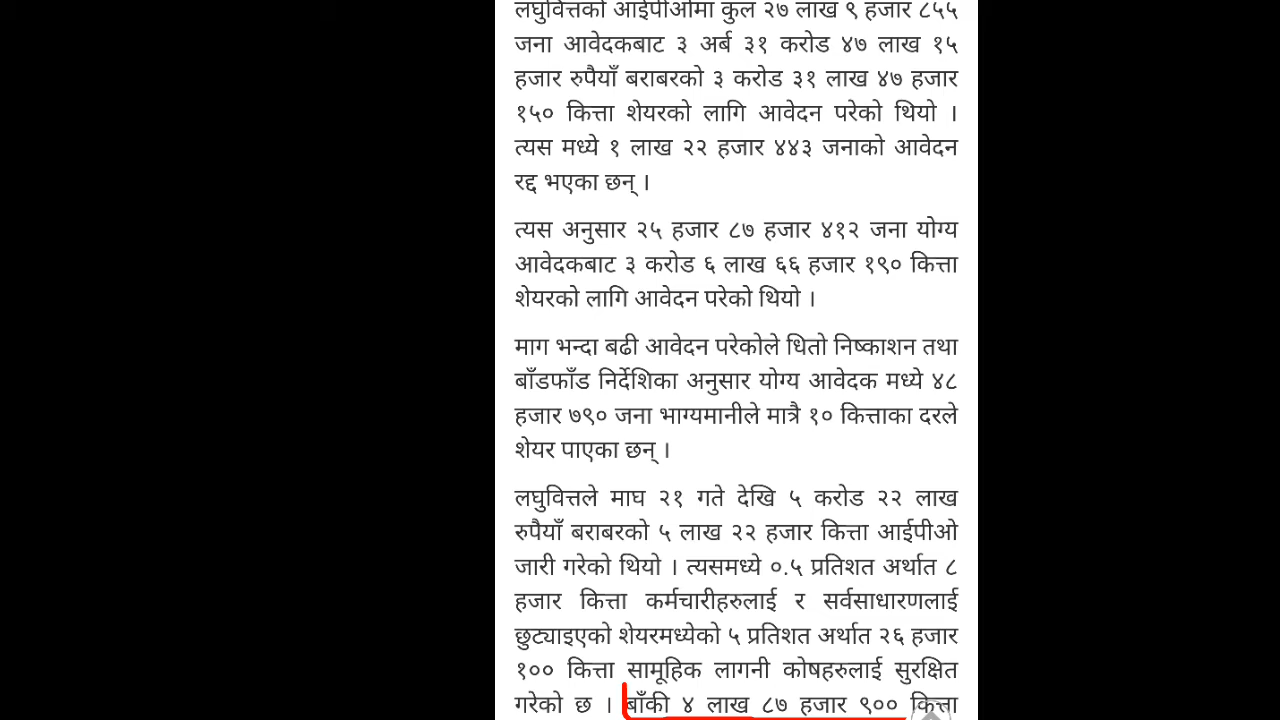 लघुवित्तको आईपीओमा कुल २७ लाख ९ हजार ८५५
जना आवेदकबाट ३ अर्ब ३१ करोड ४७ लाख १५
हजार रुपैयाँ बराबरको ३ करोड ३१ लाख ४७ हजार
१५० कित्ता शेयरको लागि आवेदन परेको थियो ।
त्यस मध्ये १ लाख २२ हजार ४४३ जनाको आवेदन
रद्द भएका छन् ।
त्यस अनुसार २५ हजार ८७ हजार ४१२ जना योग्य
आवेदकबाट ३ करोड ६ लाख ६६ हजार १९० कित्ता
शेयरको लागि आवेदन परेको थियो ।
माग भन्दा बढी आवेदन परेकोले धितो निष्काशन तथा
बाँडफाँड निर्देशिका अनुसार योग्य आवेदक मध्ये ४८
हजार ७९० जना भाग्यमानीले मात्रै १० कित्ताका दरले
शेयर पाएका छन् ।
लघुवित्तले माघ २१ गते देखि ५ करोड २२ लाख
रुपैयाँ बराबरको ५ लाख २२ हजार कित्ता आईपीओ
जारी गरेको थियो । त्यसमध्ये ०.५ प्रतिशत अर्थात ८
हजार कित्ता कर्मचारीहरुलाई र सर्वसाधारणलाई
छुट्याइएको शेयरमध्येको ५ प्रतिशत अर्थात २६ हजार
१०० कित्ता सामूहिक लागनी कोषहरुलाई सुरक्षित
गरेको छ । बाँकी ४ लाख ८७ हजार ९०० कित्ता